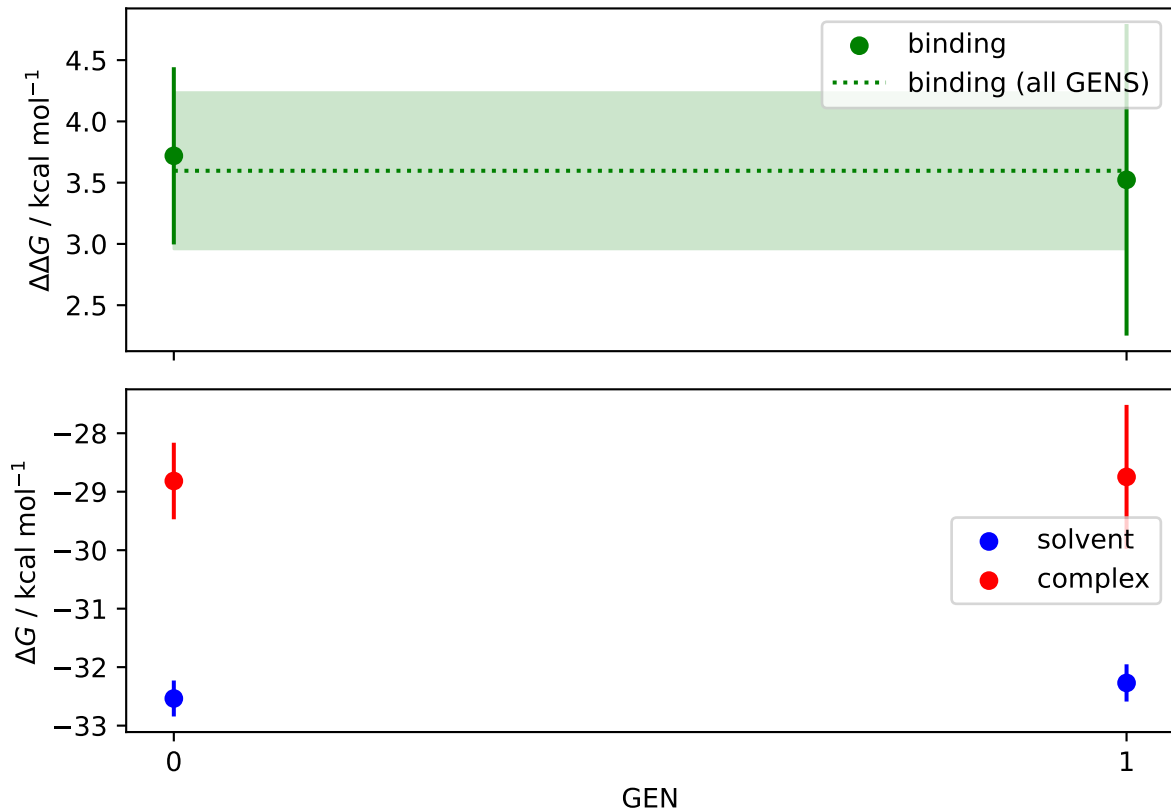 binding
binding (all GENS)
4.5
4.0
3.5
3.0
2.5
ΔΔG / kcal mol⁻¹
−28
−29
−30
−31
−32
−33
ΔG / kcal mol⁻¹
solvent
complex
0
1
GEN